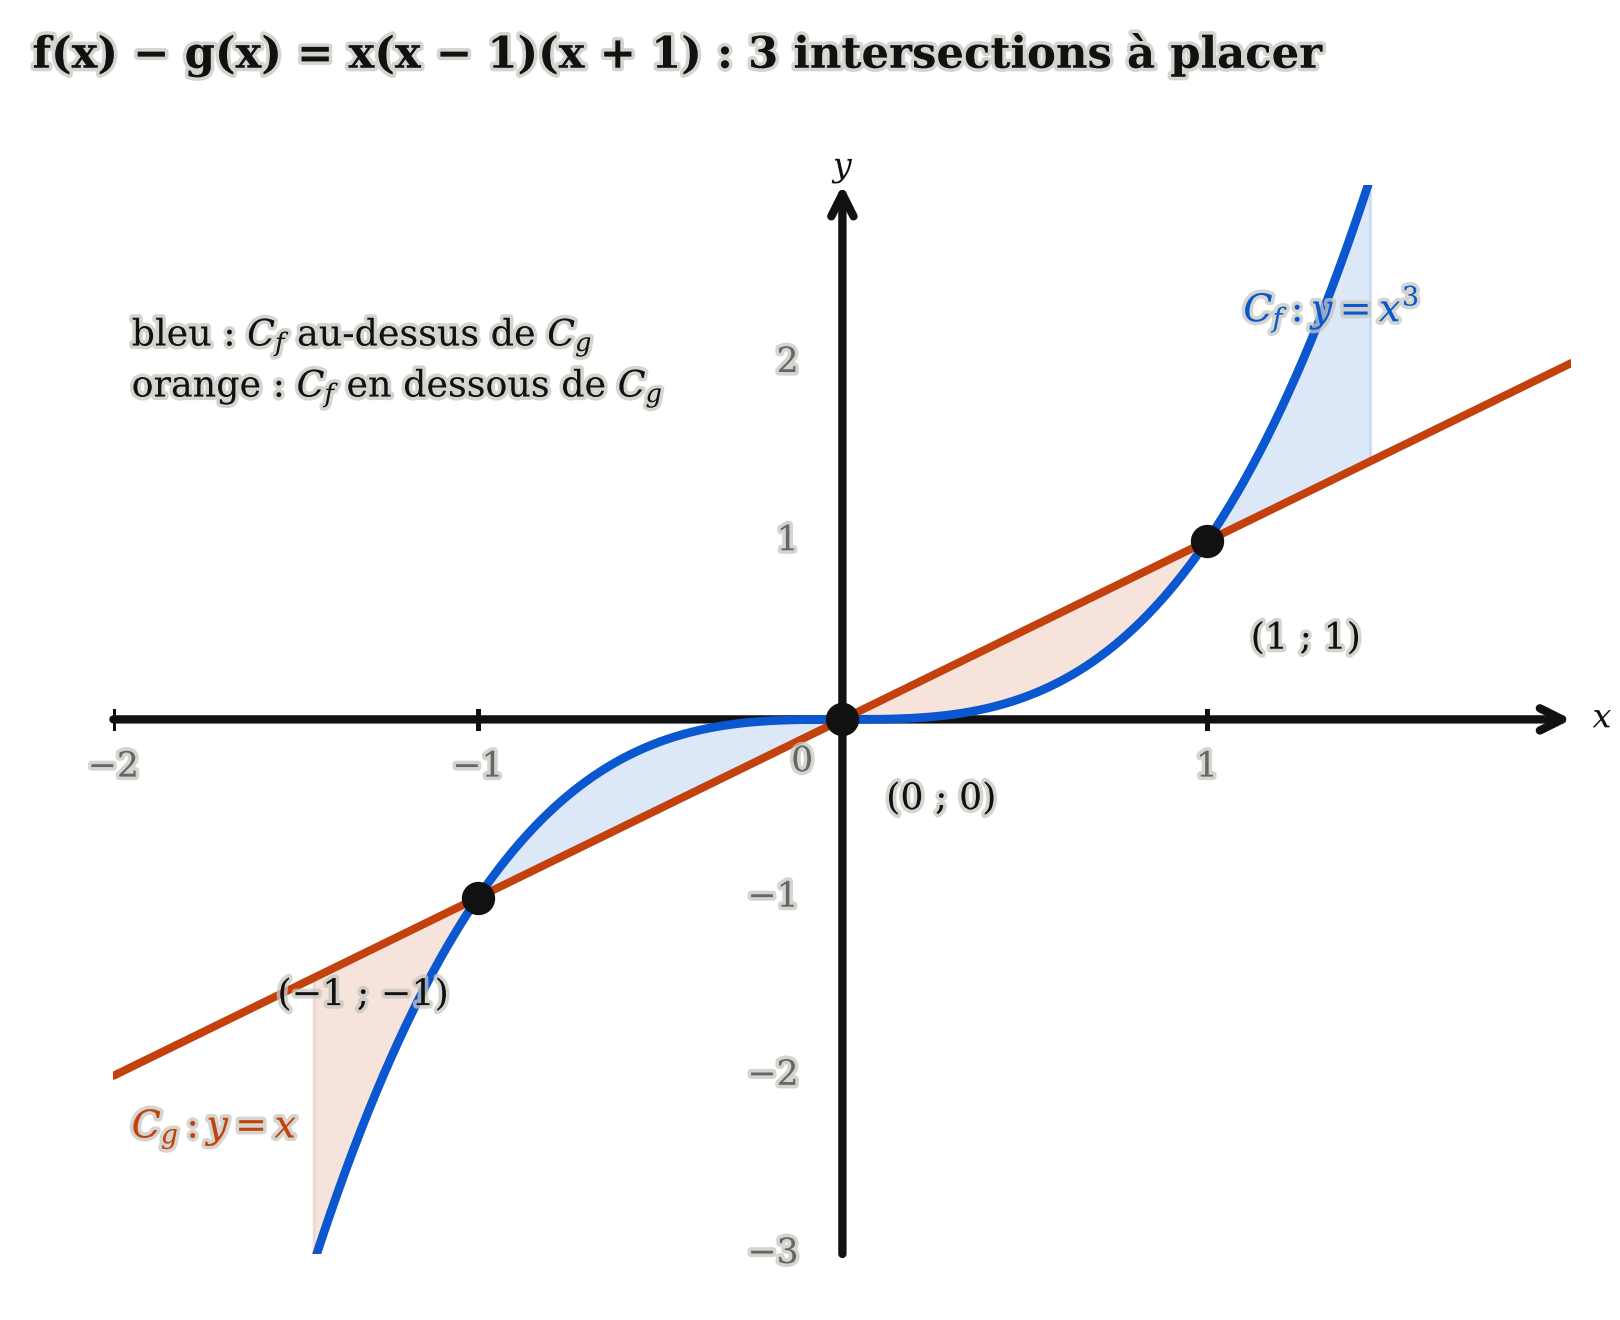 f(x) − g(x) = x(x − 1)(x + 1) : 3 intersections à placer
y
C_f : y = x³
bleu : C_f au-dessus de C_g
orange : C_f en dessous de C_g
2
1
(1 ; 1)
x
−2
−1
0
1
(0 ; 0)
−1
(−1 ; −1)
−2
C_g : y = x
−3